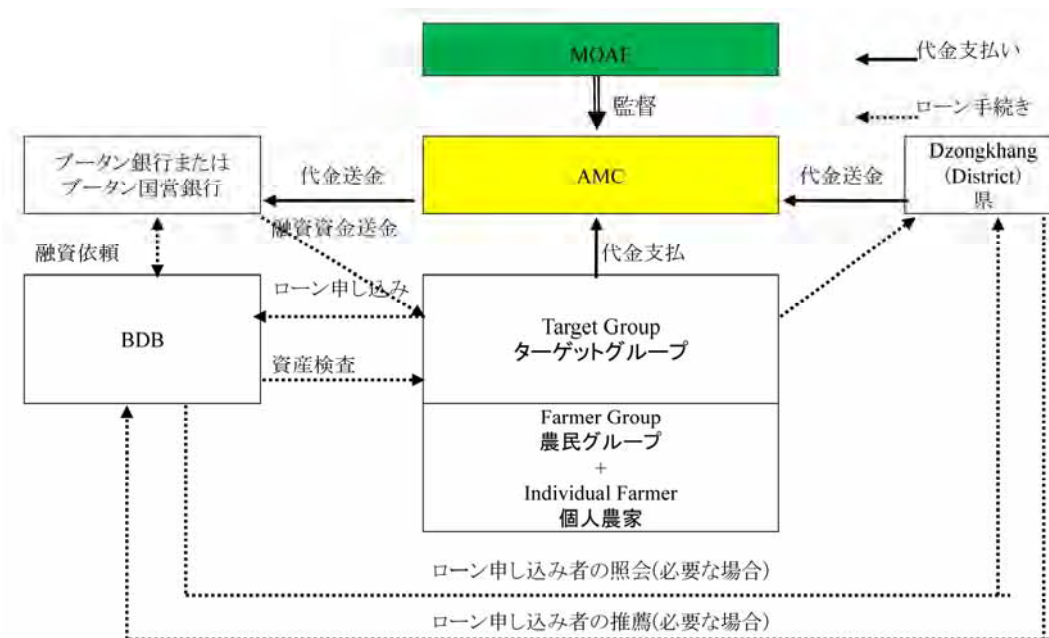 MOAF
代金支払い
監督
ローン手続き
ブータン銀行または
ブータン国営銀行
代金送金
AMC
代金送金
Dzongkhang
(District)
県
融資資金送金
融資依頼
代金支払
ローン申し込み
BDB
Target Group
ターゲットグループ
資産検査
Farmer Group
農民グループ
+
Individual Farmer
個人農家
ローン申し込み者の照会(必要な場合)
ローン申し込み者の推薦(必要な場合)